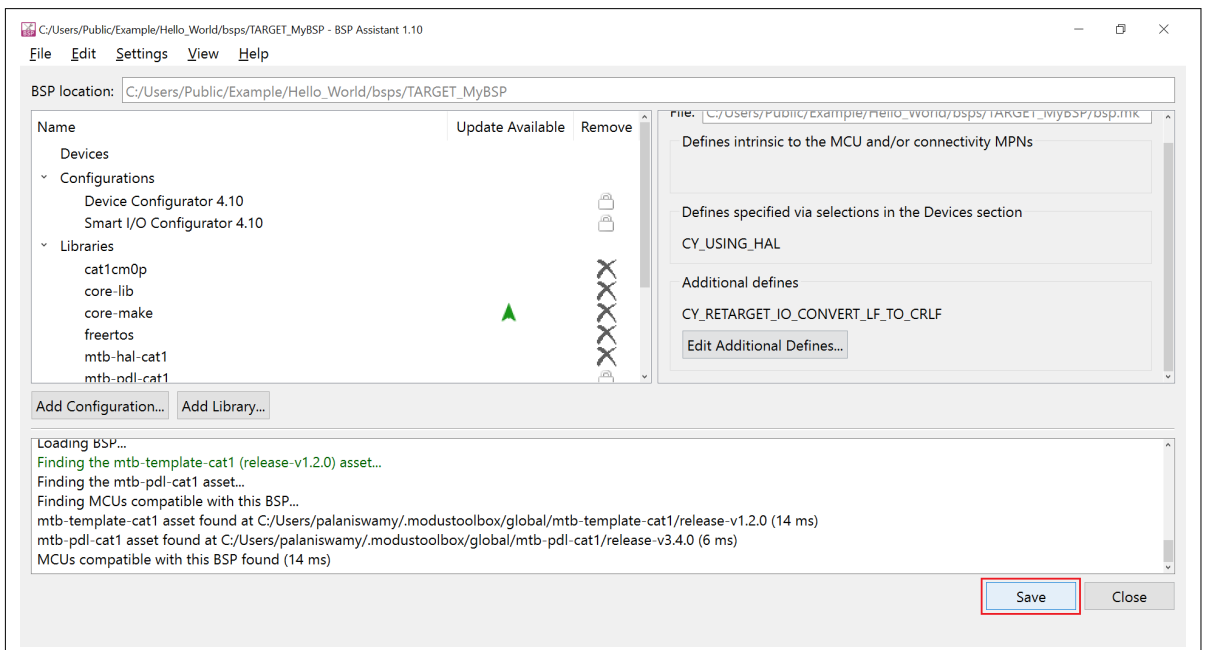 C:/Users/Public/Example/Hello_World/bsps/TARGET_MyBSP - BSP Assistant 1.10
File Edit Settings View Help
BSP location: C:/Users/Public/Example/Hello_World/bsps/TARGET_MyBSP
Name Update Available Remove
Devices
Configurations
Device Configurator 4.10
Smart I/O Configurator 4.10
Libraries
cat1cm0p
core-lib
core-make
freertos
mtb-hal-cat1
mtb-pdl-cat1
File: C:/Users/Public/Example/Hello_World/bsps/TARGET_MyBSP/bsp.mk
Defines intrinsic to the MCU and/or connectivity MPNs
Defines specified via selections in the Devices section
CY_USING_HAL
Additional defines
CY_RETARGET_IO_CONVERT_LF_TO_CRLF
Edit Additional Defines...
Add Configuration... Add Library...
Loading BSP...
Finding the mtb-template-cat1 (release-v1.2.0) asset...
Finding the mtb-pdl-cat1 asset...
Finding MCUs compatible with this BSP...
mtb-template-cat1 asset found at C:/Users/palaniswamy/.modustoolbox/global/mtb-template-cat1/release-v1.2.0 (14 ms)
mtb-pdl-cat1 asset found at C:/Users/palaniswamy/.modustoolbox/global/mtb-pdl-cat1/release-v3.4.0 (6 ms)
MCUs compatible with this BSP found (14 ms)
Save Close